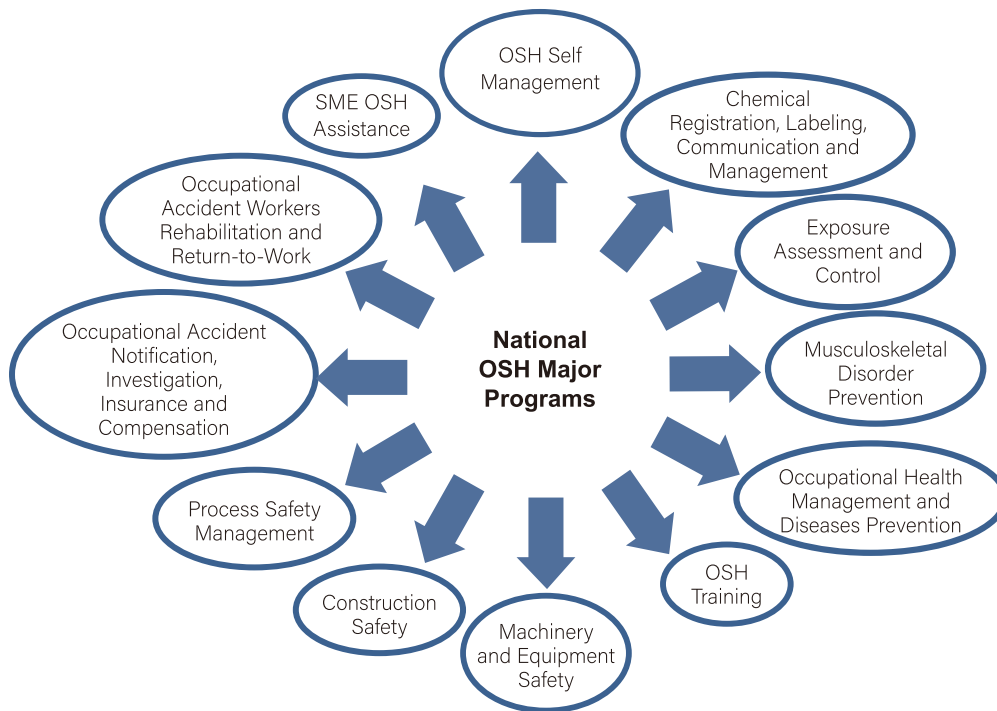 OSH Self
Management
Chemical
Registration, Labeling,
Communication and
Management
Exposure
Assessment and
Control
Musculoskeletal
Disorder
Prevention
Occupational Health
Management and
Diseases Prevention
OSH
Training
Machinery
and Equipment
Safety
Construction
Safety
Process Safety
Management
Occupational Accident
Notification,
Investigation,
Insurance and
Compensation
Occupational
Accident Workers
Rehabilitation and
Return-to-Work
SME OSH
Assistance
National
OSH Major
Programs